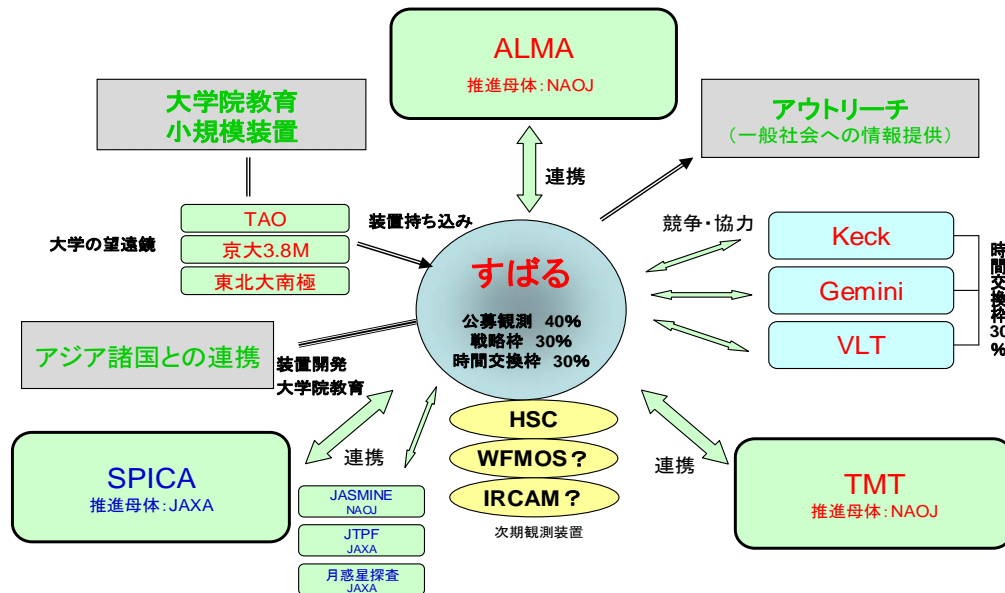 ALMA
推進母体:NAOJ
大学院教育
小規模装置
アウトリーチ
(一般社会への情報提供)
連携
TAO
京大3.8M
東北大南極
大学の望遠鏡
装置持ち込み
競争・協力
Keck
Gemini
VLT
時間交換枠30%
すばる
公募観測 40%
戦略枠 30%
時間交換枠 30%
アジア諸国との連携
装置開発
大学院教育
HSC
WFMOS?
IRCAM?
次期観測装置
SPICA
推進母体:JAXA
連携
JASMINE
NAOJ
JTPF
JAXA
月惑星探査
JAXA
連携
TMT
推進母体:NAOJ